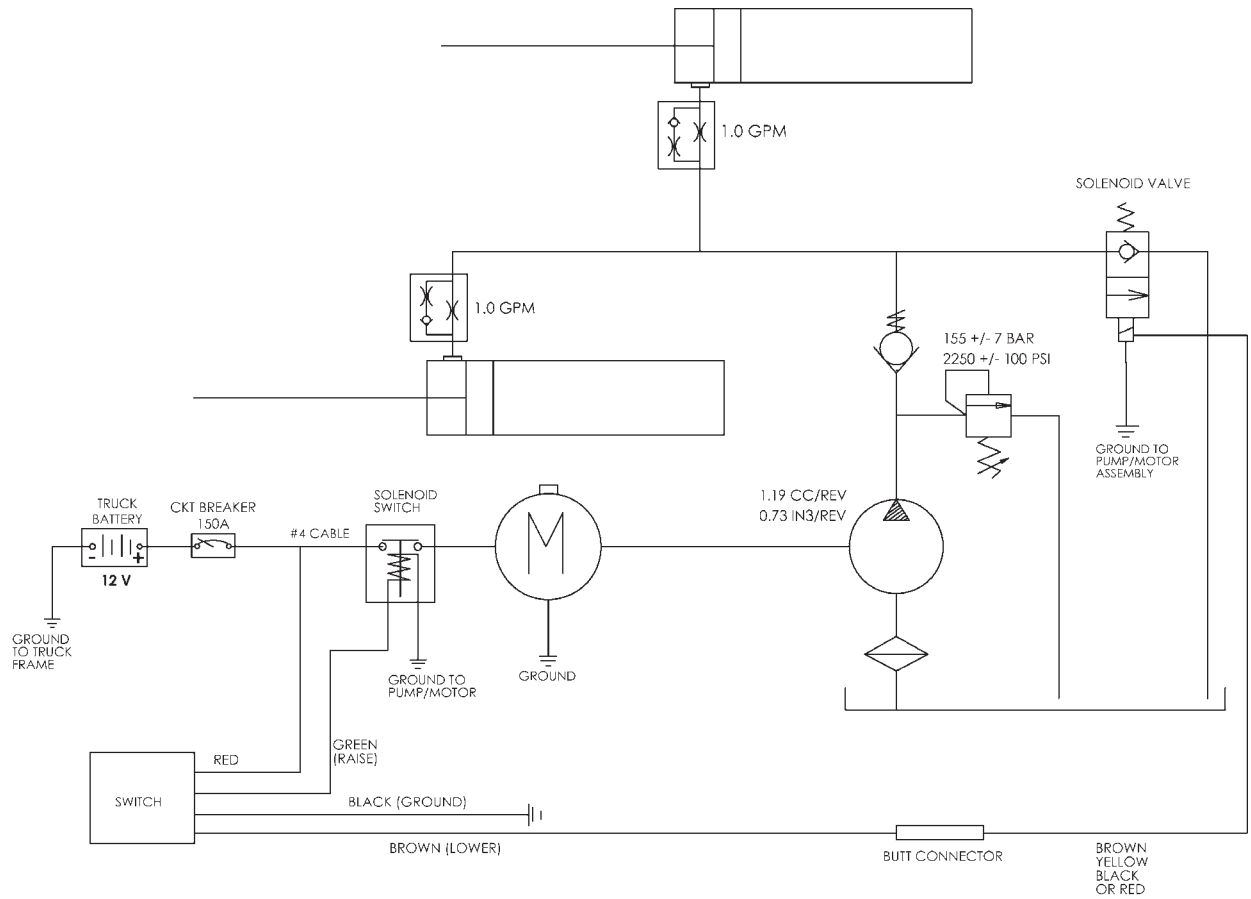 1.0 GPM
SOLENOID VALVE
1.0 GPM
155 +/- 7 BAR
2250 +/- 100 PSI
GROUND TO
PUMP/MOTOR
ASSEMBLY
1.19 CC/REV
0.73 IN3/REV
TRUCK
BATTERY
- +
12 V
CKT BREAKER
150A
#4 CABLE
SOLENOID
SWITCH
M
GROUND
TO TRUCK
FRAME
GROUND TO
PUMP/MOTOR
GROUND
RED
GREEN
(RAISE)
SWITCH
BLACK (GROUND)
BROWN (LOWER)
BUTT CONNECTOR
BROWN
YELLOW
BLACK
OR RED